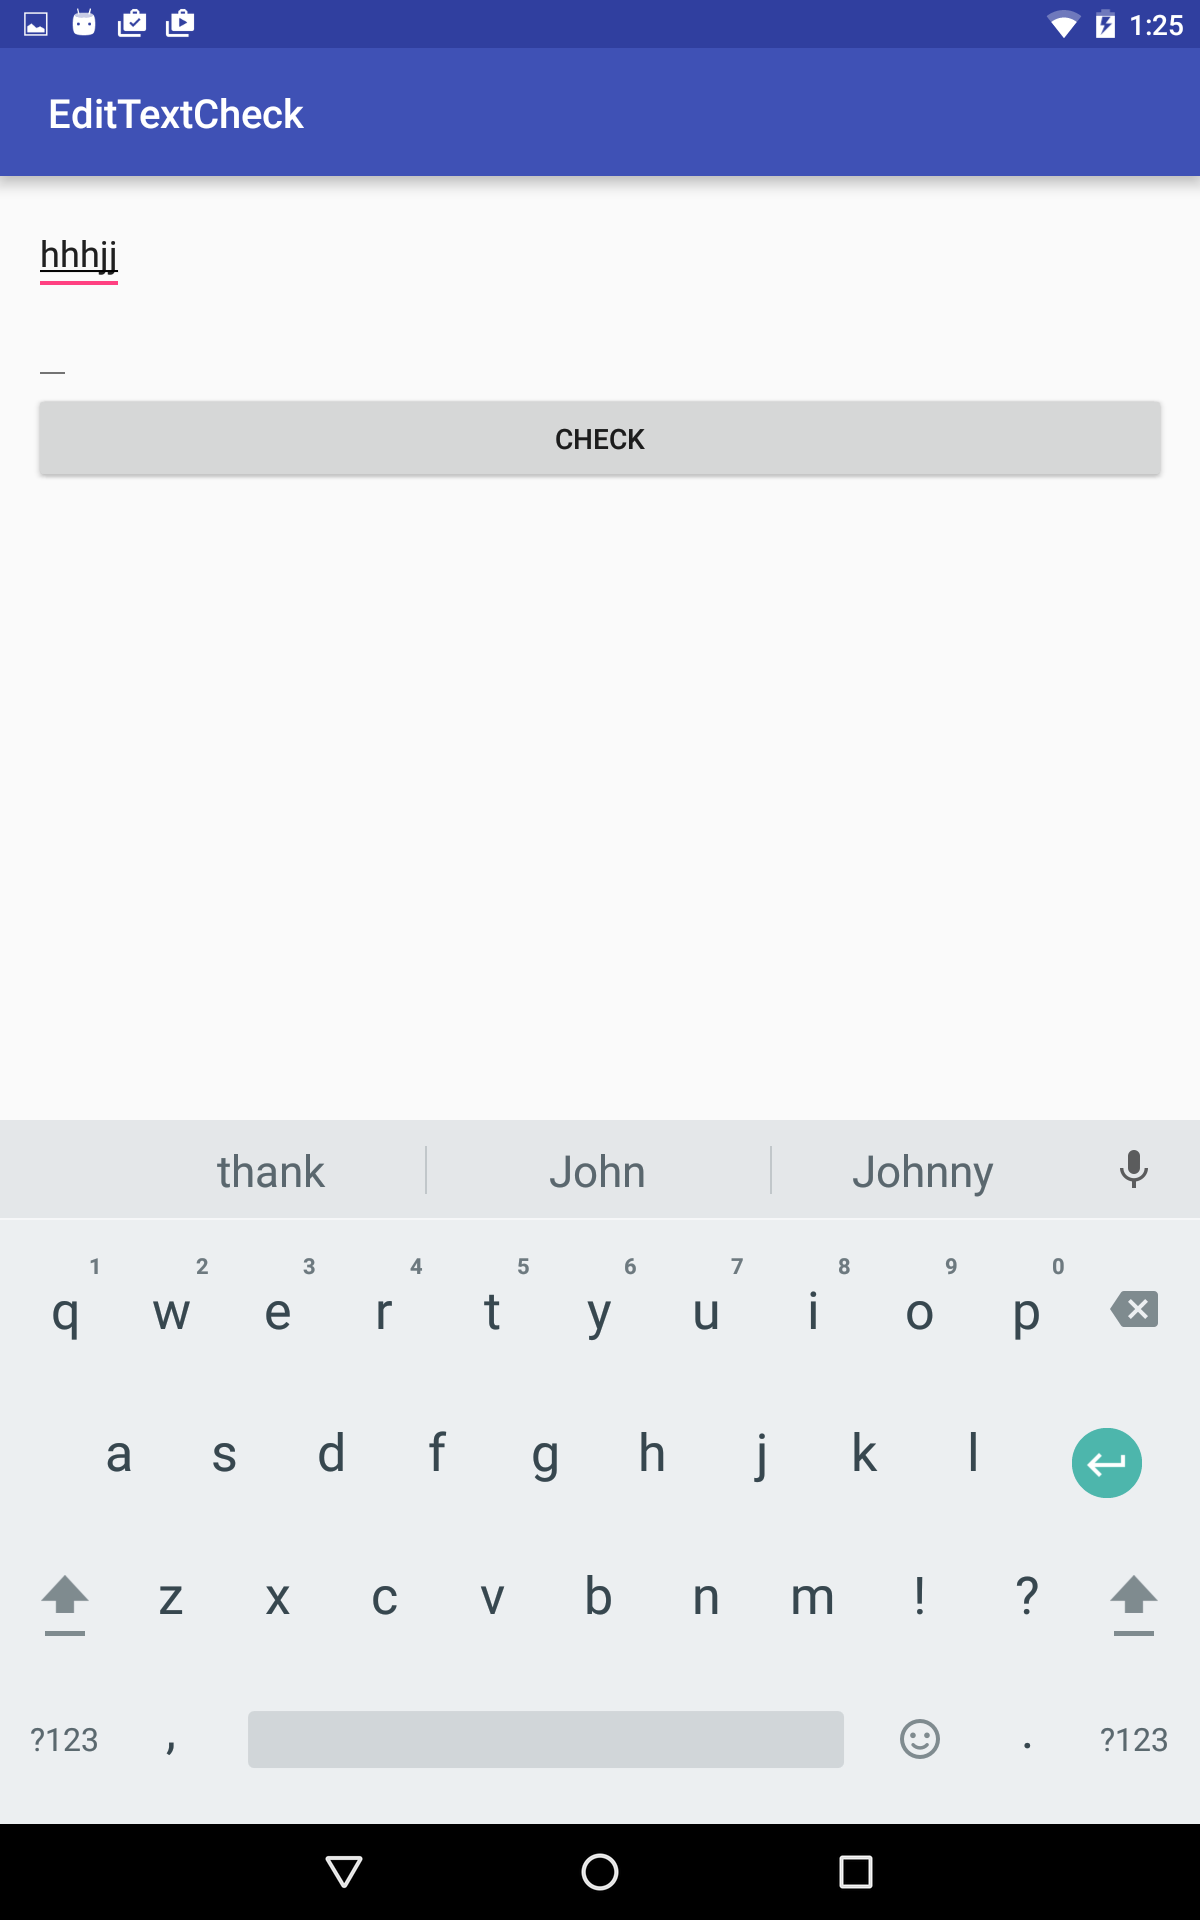 1:25
EditTextCheck
hhhjj
CHECK
thank John Johnny
1 2 3 4 5 6 7 8 9 0
q w e r t y u i o p
a s d f g h j k l
z x c v b n m ! ?
?123 , . ?123